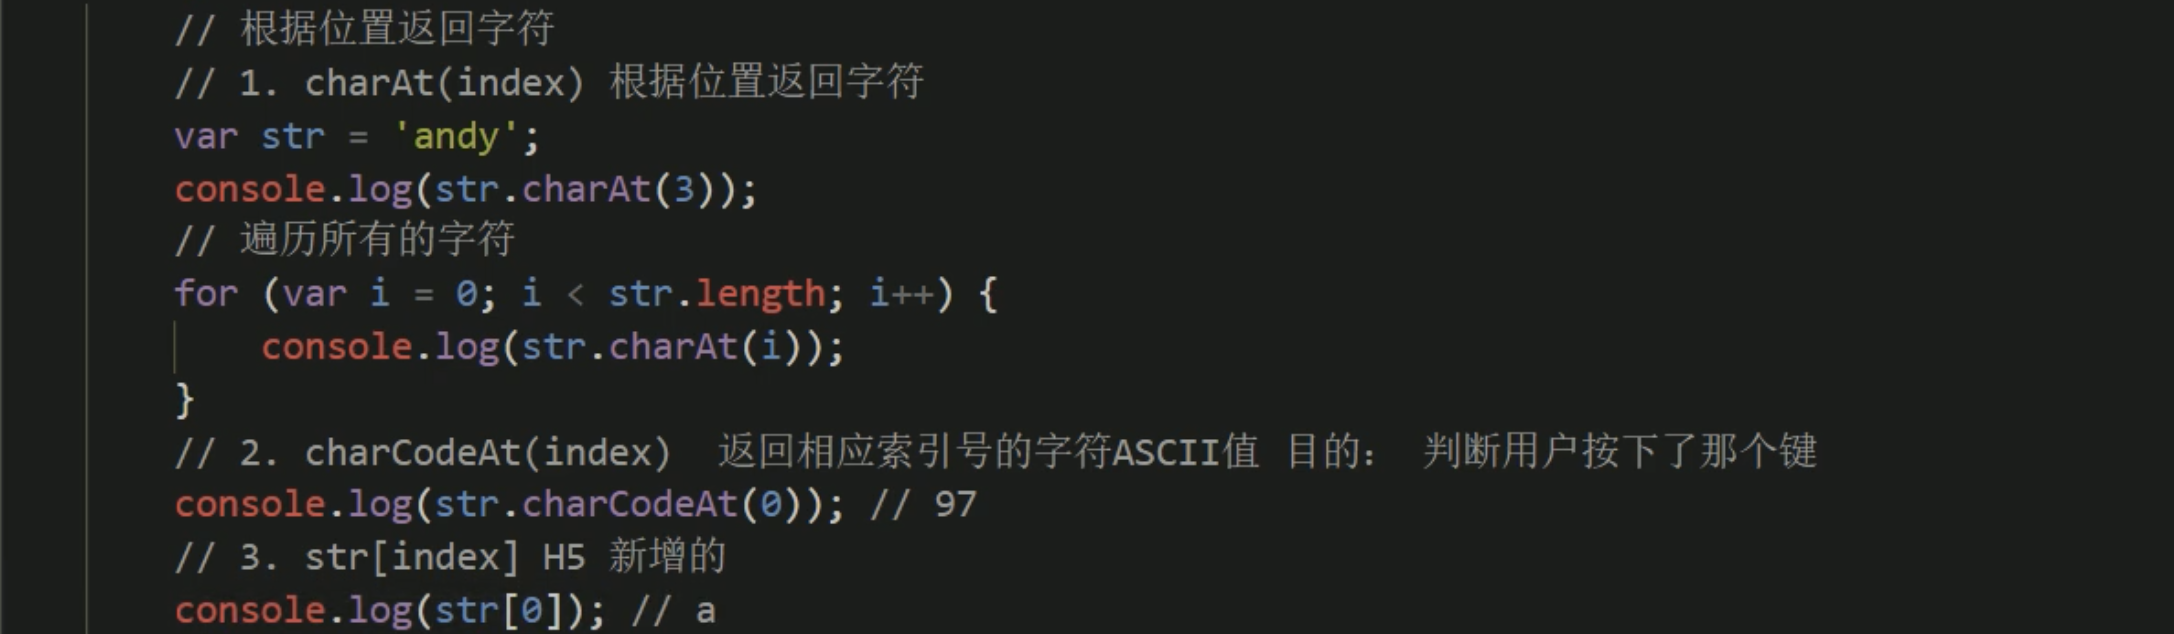 // 根据位置返回字符
// 1. charAt(index) 根据位置返回字符
var str = 'andy';
console.log(str.charAt(3));
// 遍历所有的字符
for (var i = 0; i < str.length; i++) {
    console.log(str.charAt(i));
}
// 2. charCodeAt(index)  返回相应索引号的字符ASCII值 目的： 判断用户按下了那个键
console.log(str.charCodeAt(0)); // 97
// 3. str[index] H5 新增的
console.log(str[0]); // a